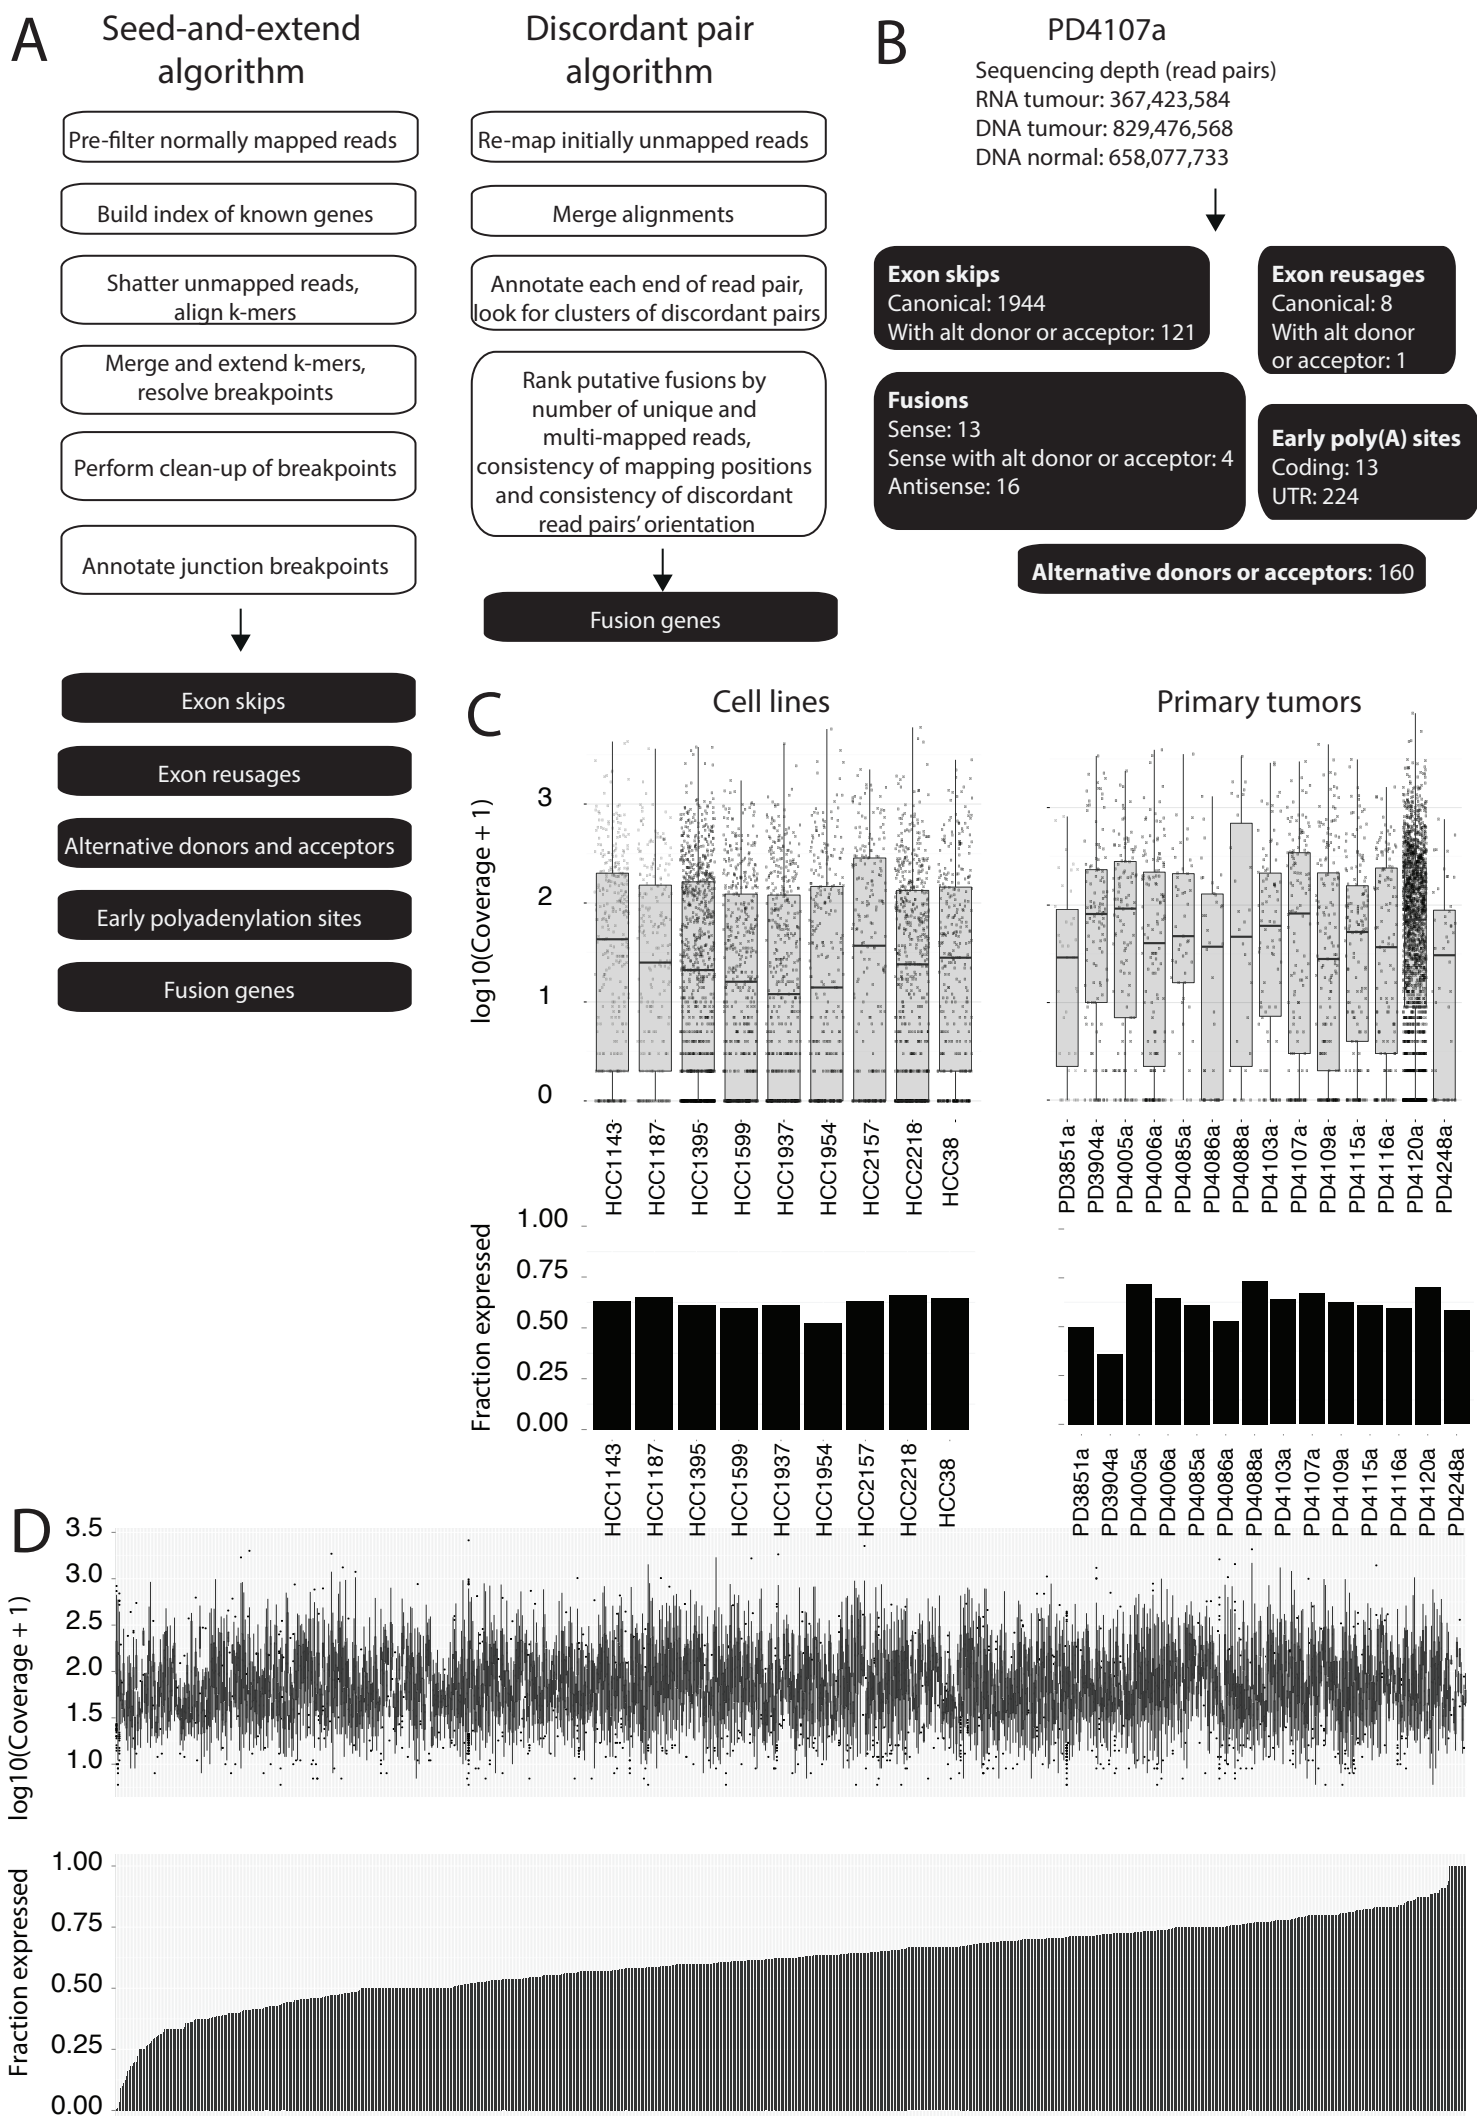 A
Seed-and-extend
algorithm
Pre-filter normally mapped reads
Build index of known genes
Shatter unmapped reads,
align k-mers
Merge and extend k-mers,
resolve breakpoints
Perform clean-up of breakpoints
Annotate junction breakpoints
Exon skips
Exon reusages
Alternative donors and acceptors
Early polyadenylation sites
Fusion genes
Discordant pair
algorithm
Re-map initially unmapped reads
Merge alignments
Annotate each end of read pair,
look for clusters of discordant pairs
Rank putative fusions by
number of unique and
multi-mapped reads,
consistency of mapping positions
and consistency of discordant
read pairs' orientation
Fusion genes
B
PD4107a
Sequencing depth (read pairs)
RNA tumour: 367,423,584
DNA tumour: 829,476,568
DNA normal: 658,077,733
Exon skips
Canonical: 1944
With alt donor or acceptor: 121
Exon reusages
Canonical: 8
With alt donor
or acceptor: 1
Fusions
Sense: 13
Sense with alt donor or acceptor: 4
Antisense: 16
Early poly(A) sites
Coding: 13
UTR: 224
Alternative donors or acceptors: 160
C
Cell lines
Primary tumors
log10(Coverage + 1)
3
2
1
0
HCC1143
HCC1187
HCC1395
HCC1599
HCC1937
HCC1954
HCC2157
HCC2218
HCC38
PD3851a
PD3904a
PD4005a
PD4006a
PD4085a
PD4086a
PD4088a
PD4103a
PD4107a
PD4109a
PD4115a
PD4116a
PD4120a
PD4248a
Fraction expressed
1.00
0.75
0.50
0.25
0.00
HCC1143
HCC1187
HCC1395
HCC1599
HCC1937
HCC1954
HCC2157
HCC2218
HCC38
PD3851a
PD3904a
PD4005a
PD4006a
PD4085a
PD4086a
PD4088a
PD4103a
PD4107a
PD4109a
PD4115a
PD4116a
PD4120a
PD4248a
D
log10(Coverage + 1)
3.5
3.0
2.5
2.0
1.5
1.0
Fraction expressed
1.00
0.75
0.50
0.25
0.00